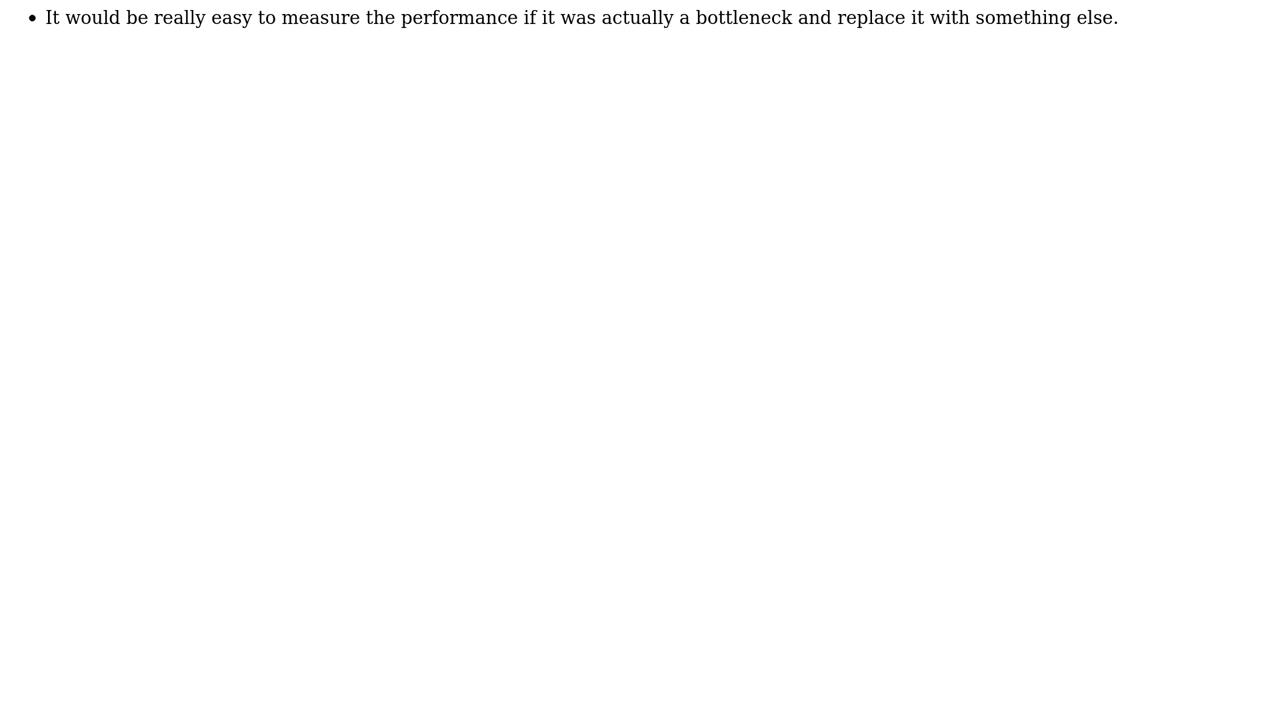 • It would be really easy to measure the performance if it was actually a bottleneck and replace it with something else.